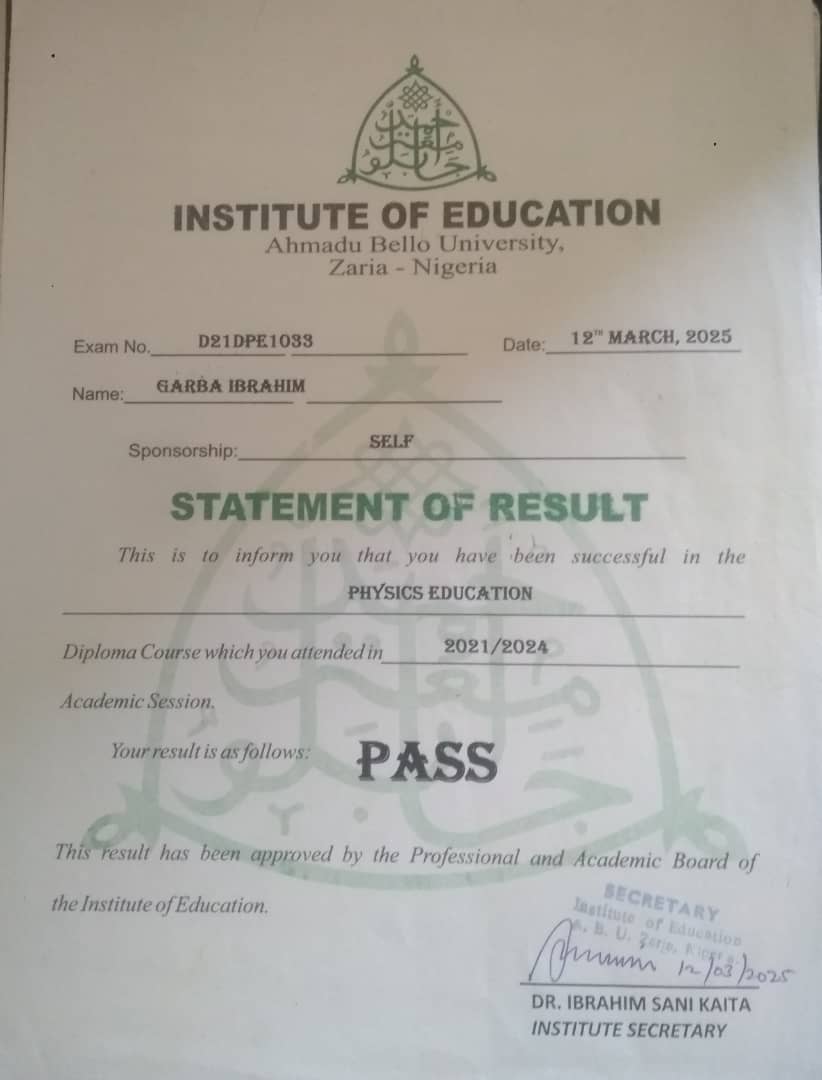 INSTITUTE OF EDUCATION
Ahmadu Bello University,
Zaria - Nigeria
Exam No. D21DPE1033 Date: 12TH MARCH, 2025
Name: GARBA IBRAHIM
Sponsorship: SELF
STATEMENT OF RESULT
This is to inform you that you have been successful in the
PHYSICS EDUCATION
Diploma Course which you attended in 2021/2024
Academic Session.
Your result is as follows: PASS
This result has been approved by the Professional and Academic Board of
the Institute of Education.
SECRETARY
Institute of Education
A. B. U. Zaria,
12/03/2025
DR. IBRAHIM SANI KAITA
INSTITUTE SECRETARY